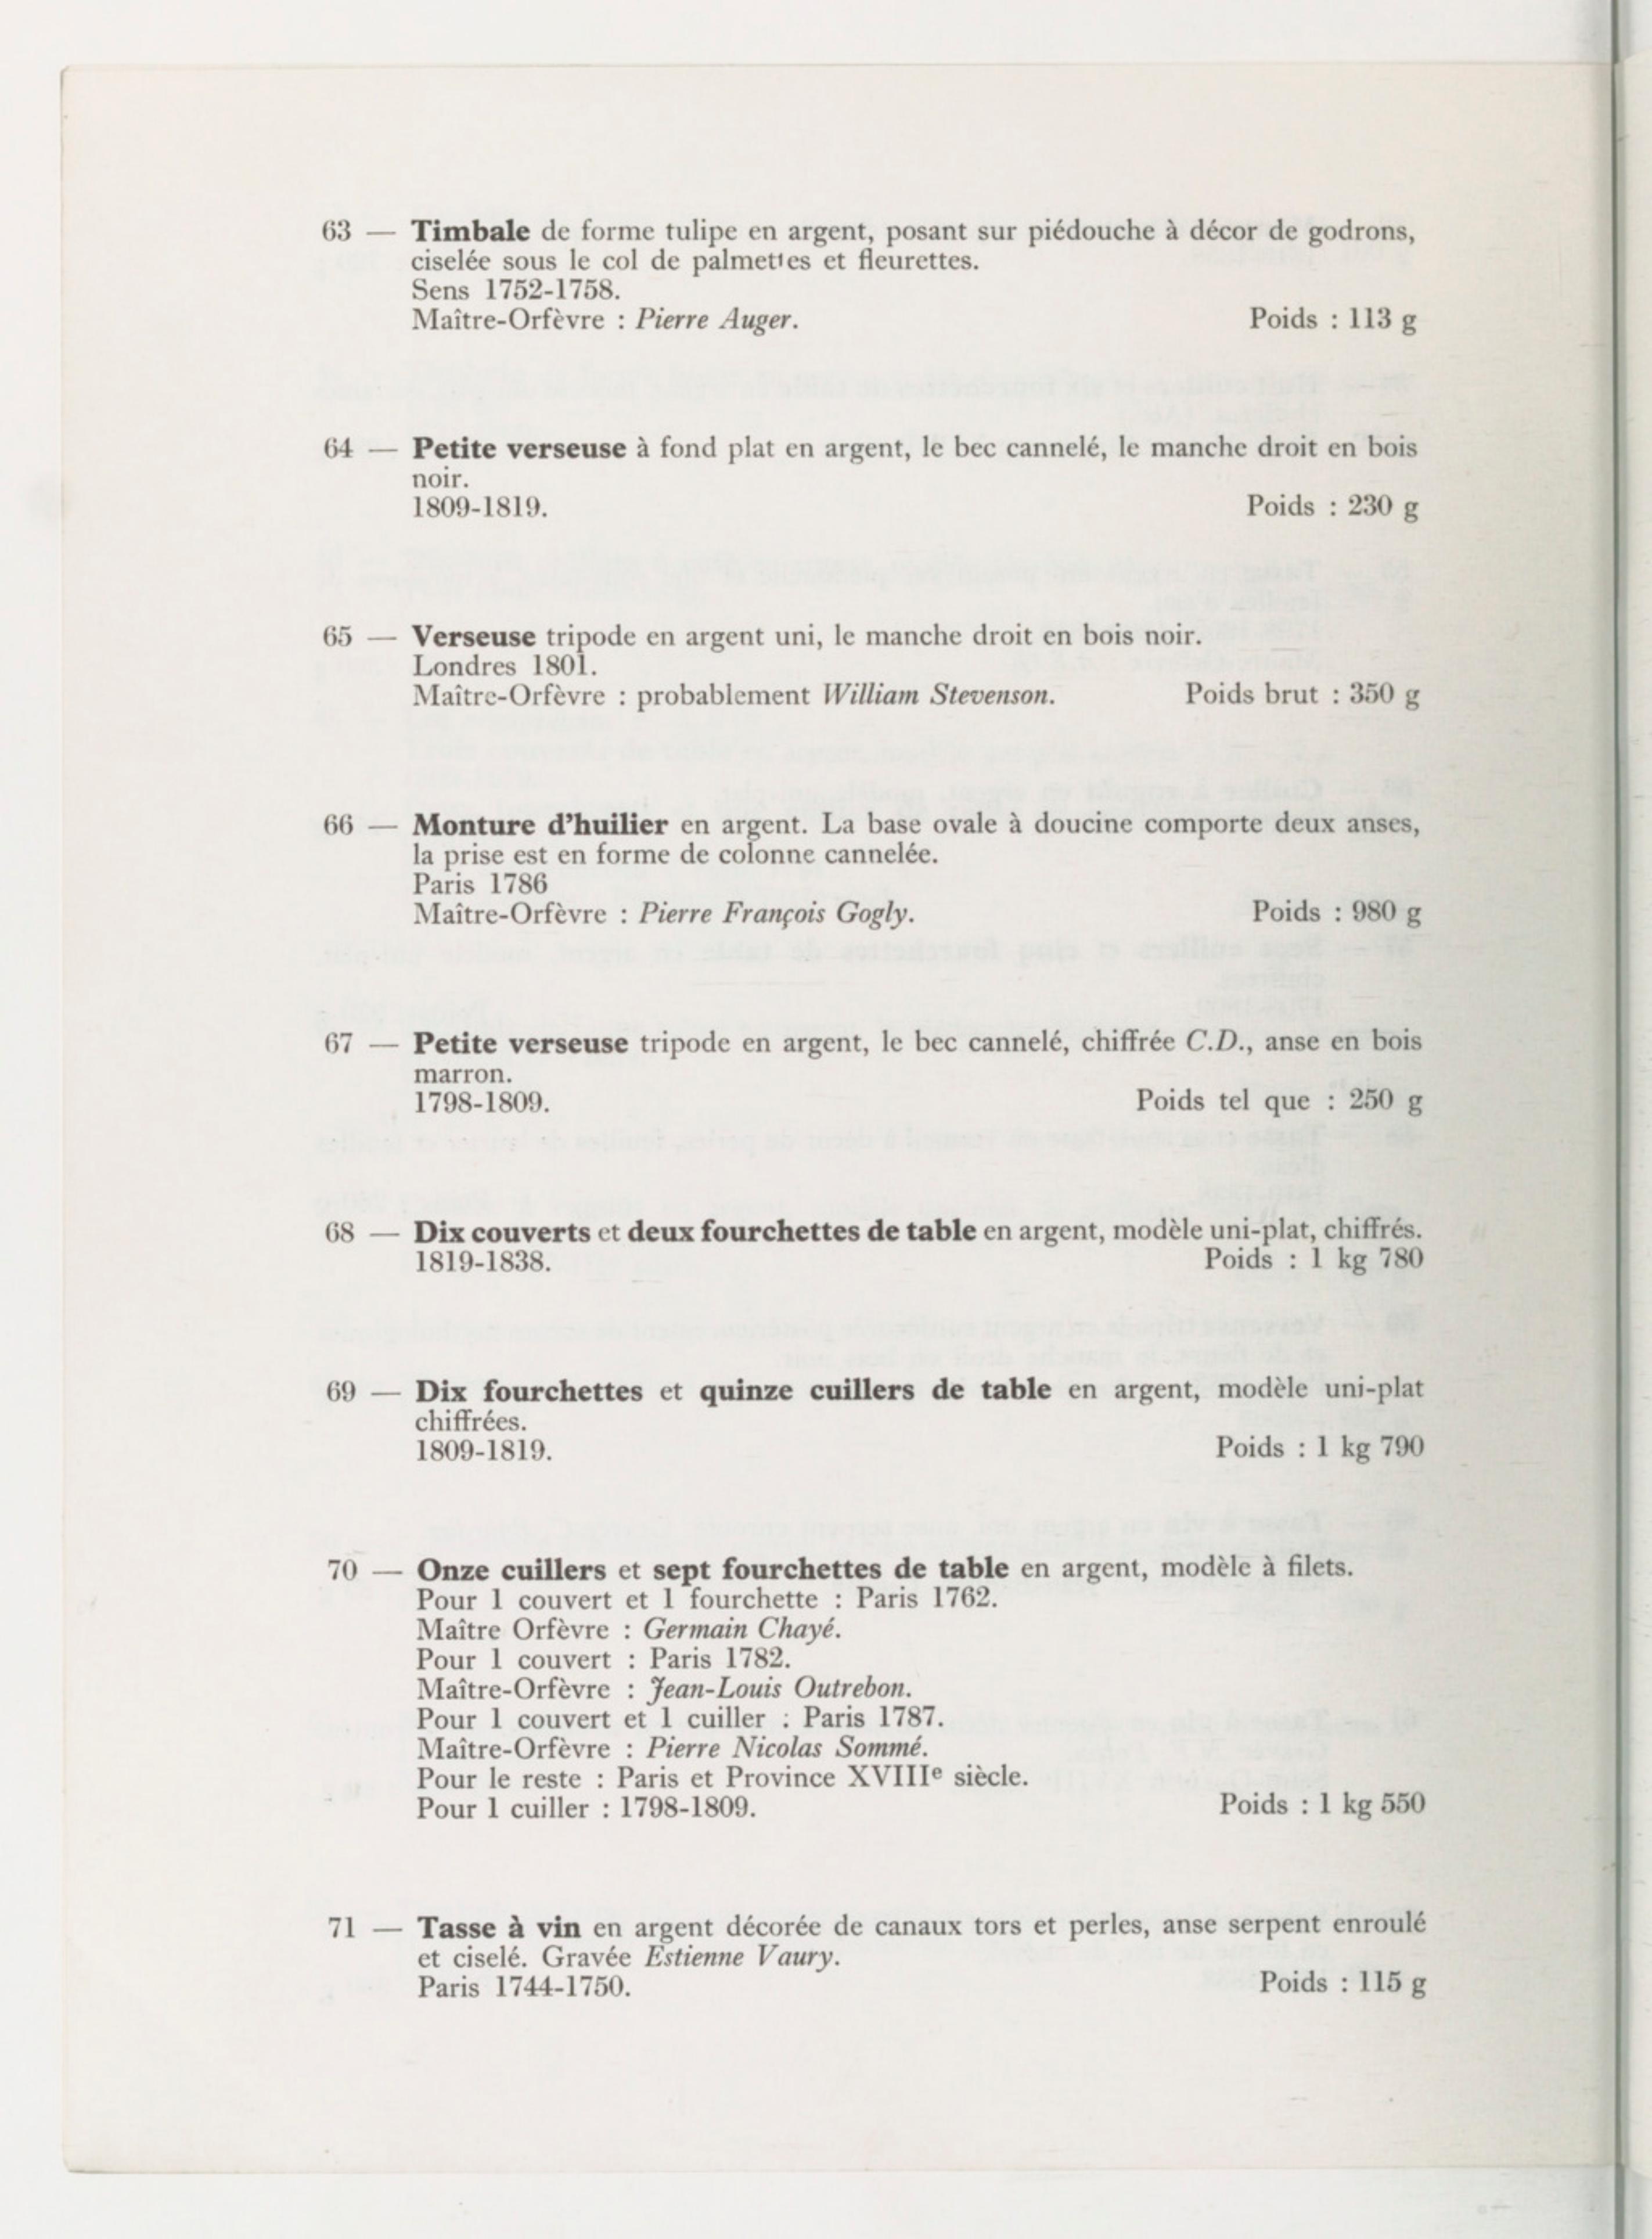 63 — Timbale de forme tulipe en argent, posant sur piédouche à décor de godrons,
ciselée sous le col de palmettes et fleurettes.
Sens 1752-1758.
Maître-Orfèvre : Pierre Auger. Poids : 113 g
64 — Petite verseuse à fond plat en argent, le bec cannelé, le manche droit en bois
noir.
1809-1819. Poids : 230 g
65 — Verseuse tripode en argent uni, le manche droit en bois noir.
Londres 1801.
Maître-Orfèvre : probablement William Stevenson. Poids brut : 350 g
66 — Monture d'huilier en argent. La base ovale à doucine comporte deux anses,
la prise est en forme de colonne cannelée.
Paris 1786
Maître-Orfèvre : Pierre François Gogly. Poids : 980 g
67 — Petite verseuse tripode en argent, le bec cannelé, chiffrée C.D., anse en bois
marron.
1798-1809. Poids tel que : 250 g
68 — Dix couverts et deux fourchettes de table en argent, modèle uni-plat, chiffrés.
1819-1838. Poids : 1 kg 780
69 — Dix fourchettes et quinze cuillers de table en argent, modèle uni-plat
chiffrées.
1809-1819. Poids : 1 kg 790
70 — Onze cuillers et sept fourchettes de table en argent, modèle à filets.
Pour 1 couvert et 1 fourchette : Paris 1762.
Maître Orfèvre : Germain Chayé.
Pour 1 couvert : Paris 1782.
Maître-Orfèvre : Jean-Louis Outrebon.
Pour 1 couvert et 1 cuiller : Paris 1787.
Maître-Orfèvre : Pierre Nicolas Sommé.
Pour le reste : Paris et Province XVIIIe siècle.
Pour 1 cuiller : 1798-1809. Poids : 1 kg 550
71 — Tasse à vin en argent décorée de canaux tors et perles, anse serpent enroulé
et ciselé. Gravée Estienne Vaury.
Paris 1744-1750. Poids : 115 g